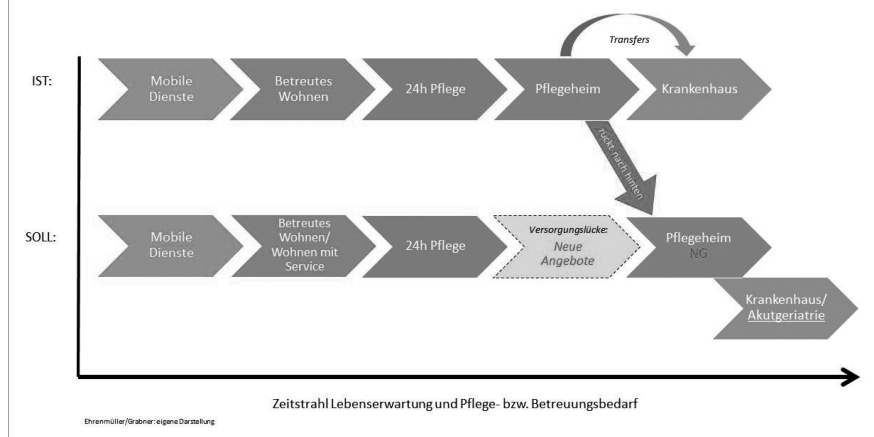 Transfers
IST:
Mobile
Dienste
Betreutes
Wohnen
24h Pflege
Pflegeheim
Krankenhaus
rückt nach hinten
SOLL:
Mobile
Dienste
Betreutes
Wohnen/
Wohnen mit
Service
24h Pflege
Versorgungslücke:
Neue
Angebote
Pflegeheim
NG
Krankenhaus/
Akutgeriatrie
Zeitstrahl Lebenserwartung und Pflege- bzw. Betreuungsbedarf
Ehrenmüller/Grabner: eigene Darstellung